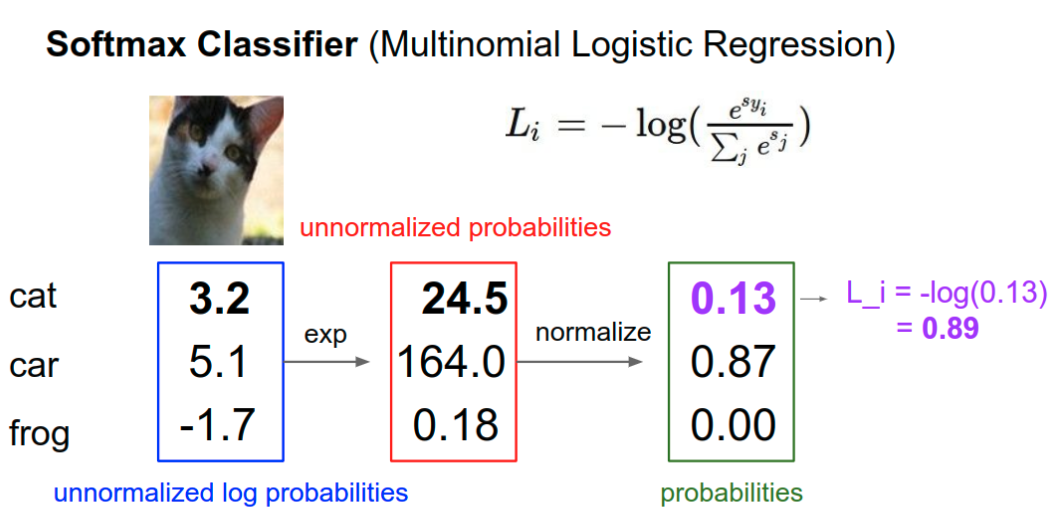 Softmax Classifier (Multinomial Logistic Regression)
L_i = − log(e^{s_{y_i}} / ∑_j e^{s_j})
unnormalized probabilities
cat 3.2 24.5 0.13 L_i = -log(0.13)
= 0.89
exp normalize
car 5.1 164.0 0.87
frog -1.7 0.18 0.00
unnormalized log probabilities probabilities